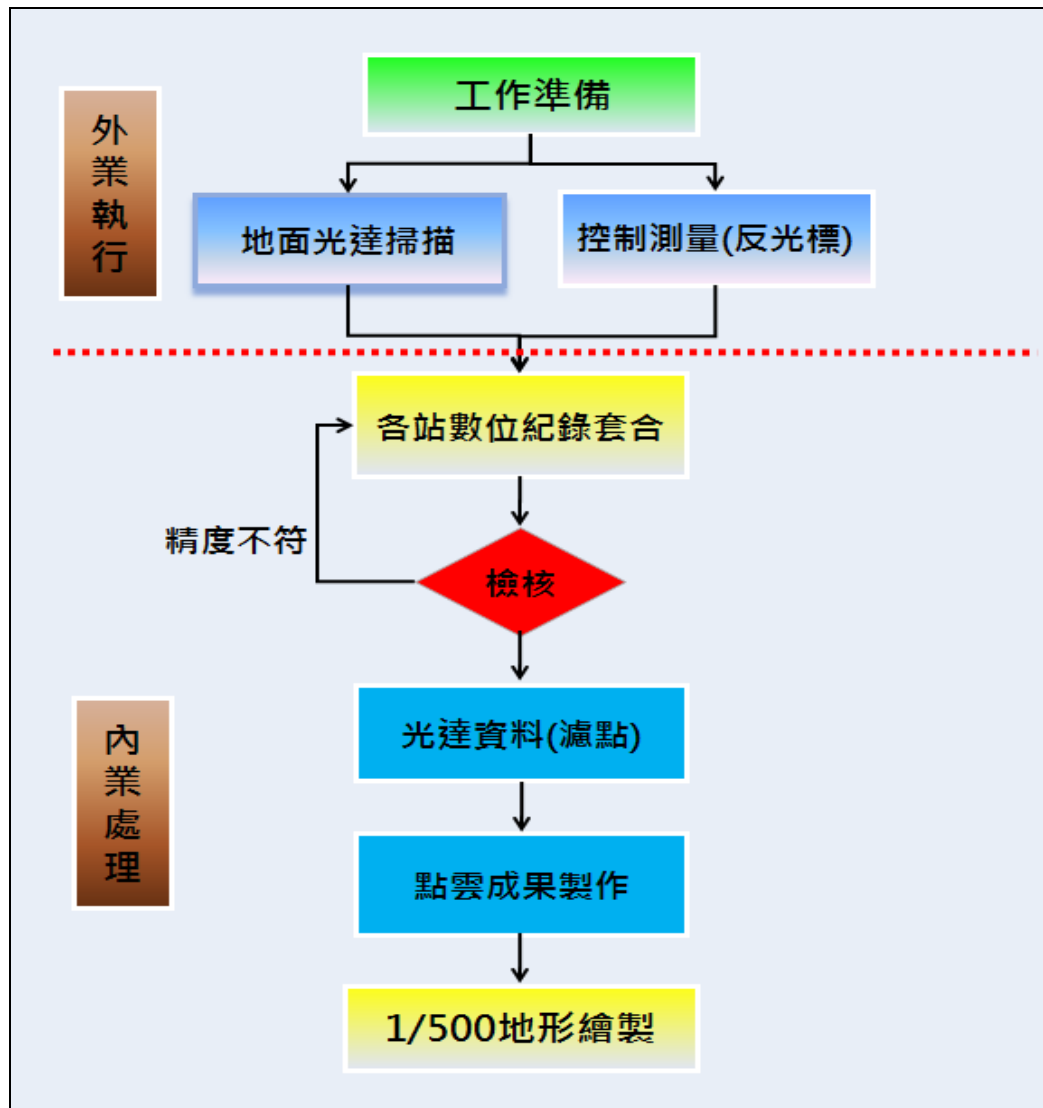 外業執行
工作準備
地面光達掃描
控制測量(反光標)
各站數位紀錄套合
精度不符
檢核
內業處理
光達資料(濾點)
點雲成果製作
1/500地形繪製